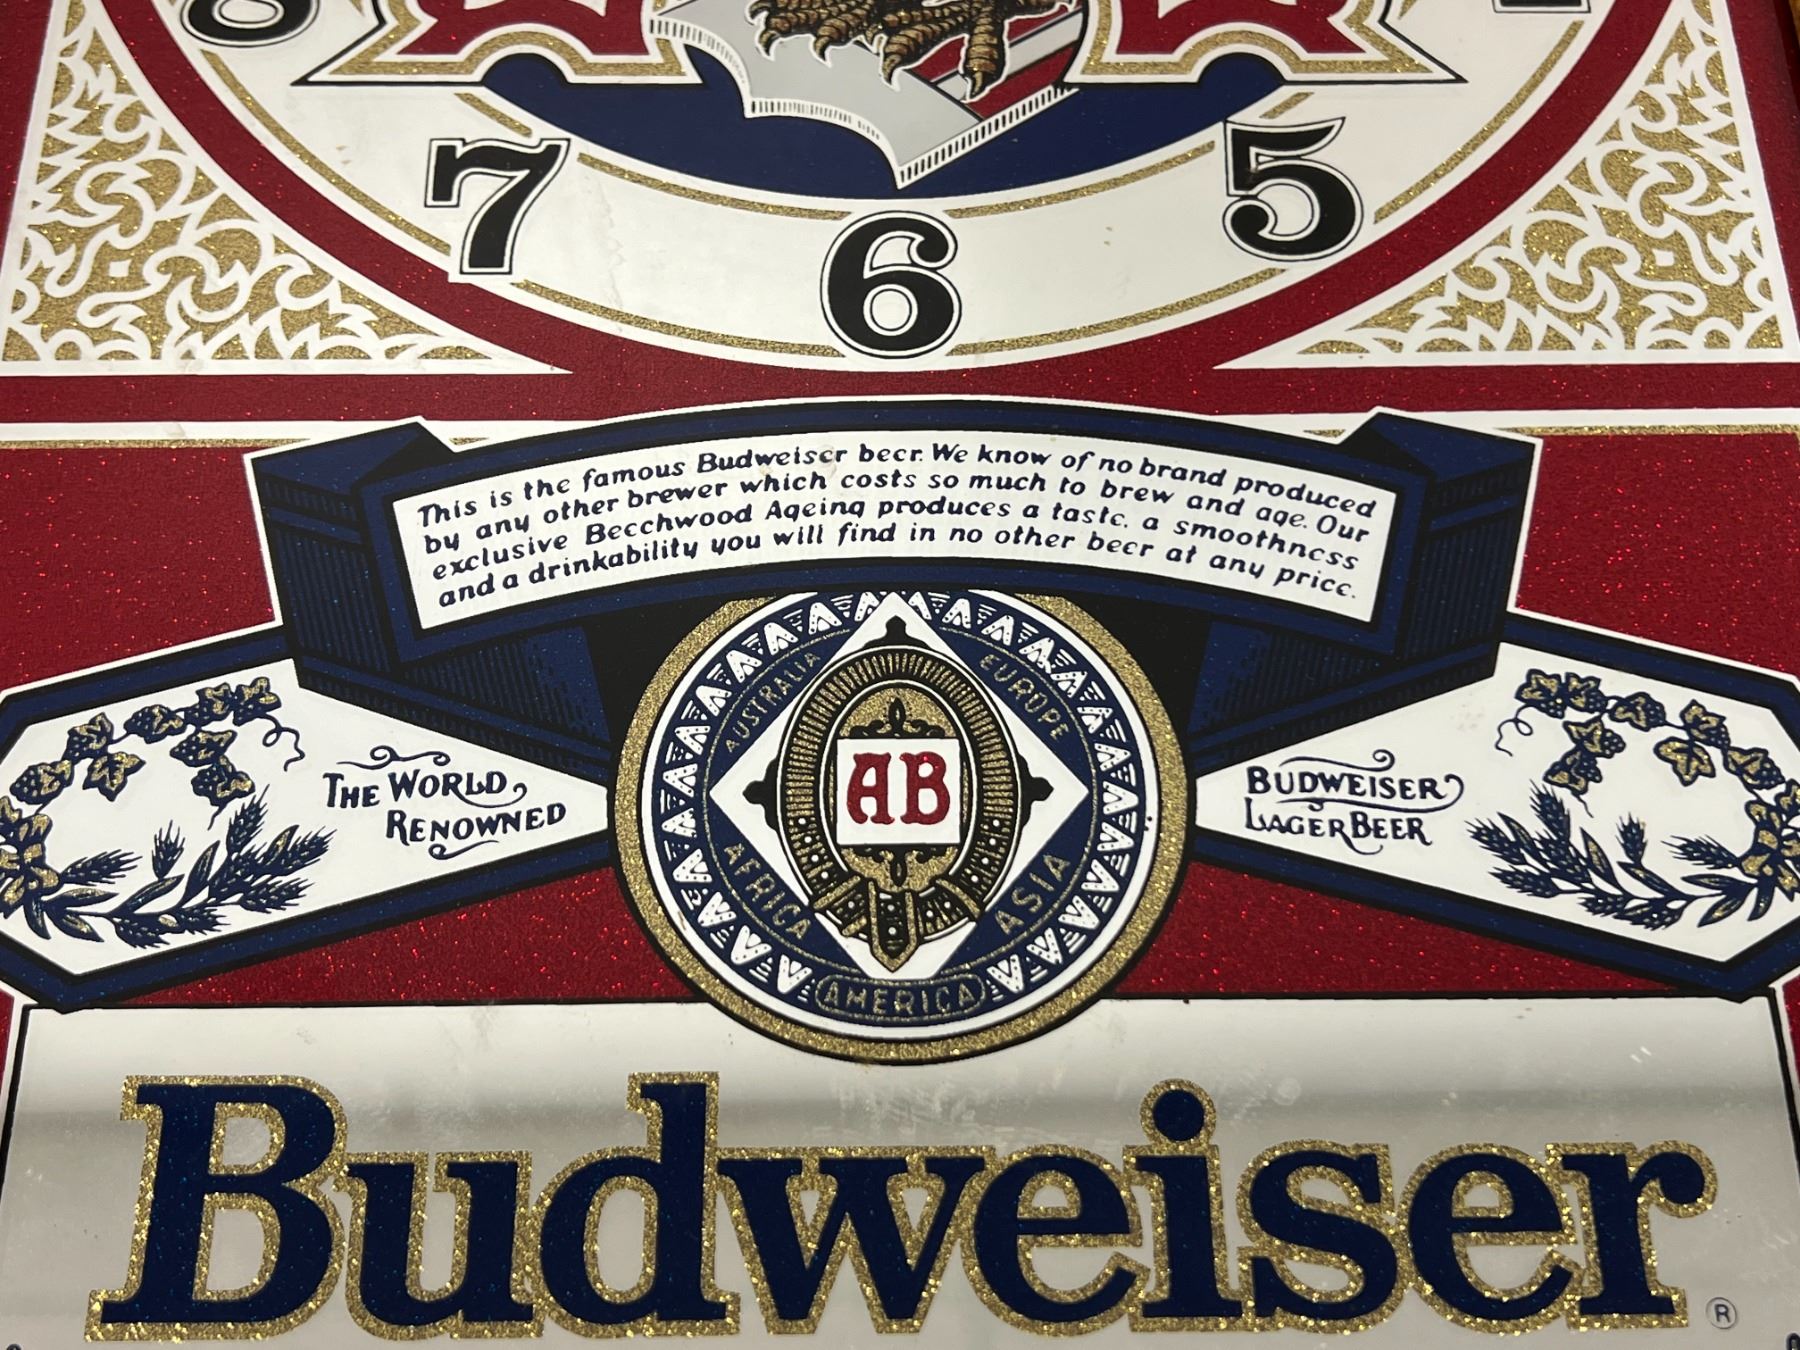 8
4
7
5
6
This is the famous Budweiser beer. We know of no brand produced
by any other brewer which costs so much to brew and age. Our
exclusive Beechwood Ageing produces a taste, a smoothness
and a drinkability you will find in no other beer at any price.
AUSTRALIA
EUROPE
THE WORLD
RENOWNED
AB
BUDWEISER
LAGER BEER
AFRICA
ASIA
AMERICA
Budweiser
®